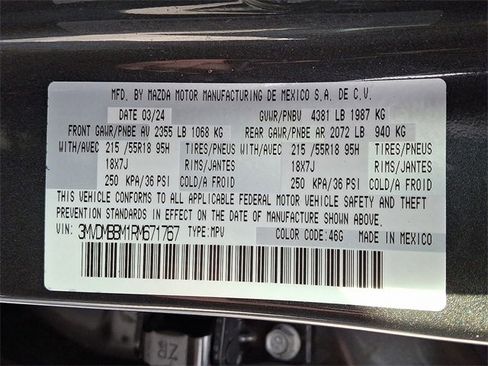 MFD. BY MAZDA MOTOR MANUFACTURING DE MEXICO S.A. DE C.V.
DATE 03/24 GVWR/PNBV 4381 LB 1987 KG
FRONT GAWR/PNBE AV 2355 LB 1068 KG REAR GAWR/PNBE AR 2072 LB 940 KG
WITH/AVEC 215 /55R18 95H TIRES/PNEUS WITH/AVEC 215 /55R18 95H TIRES/PNEUS
18X7J RIMS/JANTES 18X7J RIMS/JANTES
250 KPA/36 PSI COLD/A FROID 250 KPA/36 PSI COLD/A FROID
THIS VEHICLE CONFORMS TO ALL APPLICABLE FEDERAL MOTOR VEHICLE SAFETY AND THEFT
PREVENTION STANDARDS IN EFFECT ON THE DATE OF MANUFACTURE SHOWN ABOVE.
VIN: 3MVDMBBM1RM671767 TYPE: MPV COLOR CODE: 46G MADE IN MEXICO
ZR